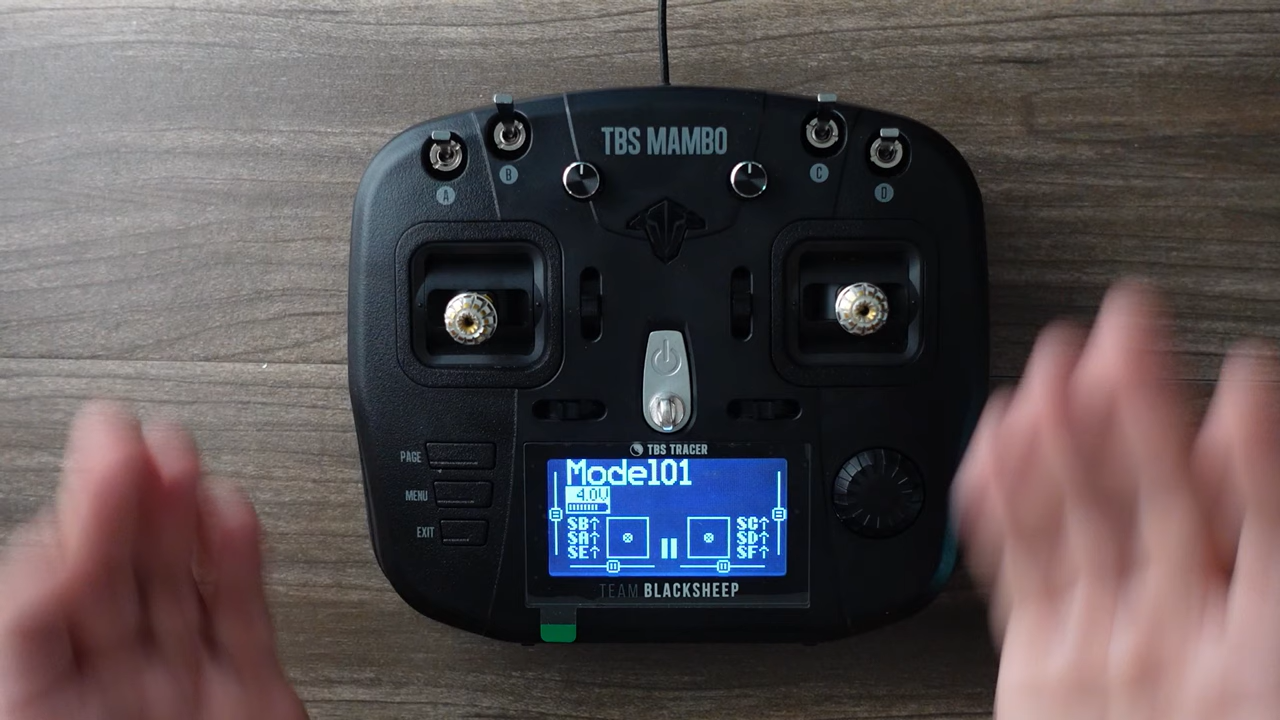 TBS MAMBO
A
B
C
D
PAGE
MENU
EXIT
TBS TRACER
Model01
4.0V
SB↑
SA↑
SE↑
SC↑
SD↑
SF↑
TEAM BLACKSHEEP